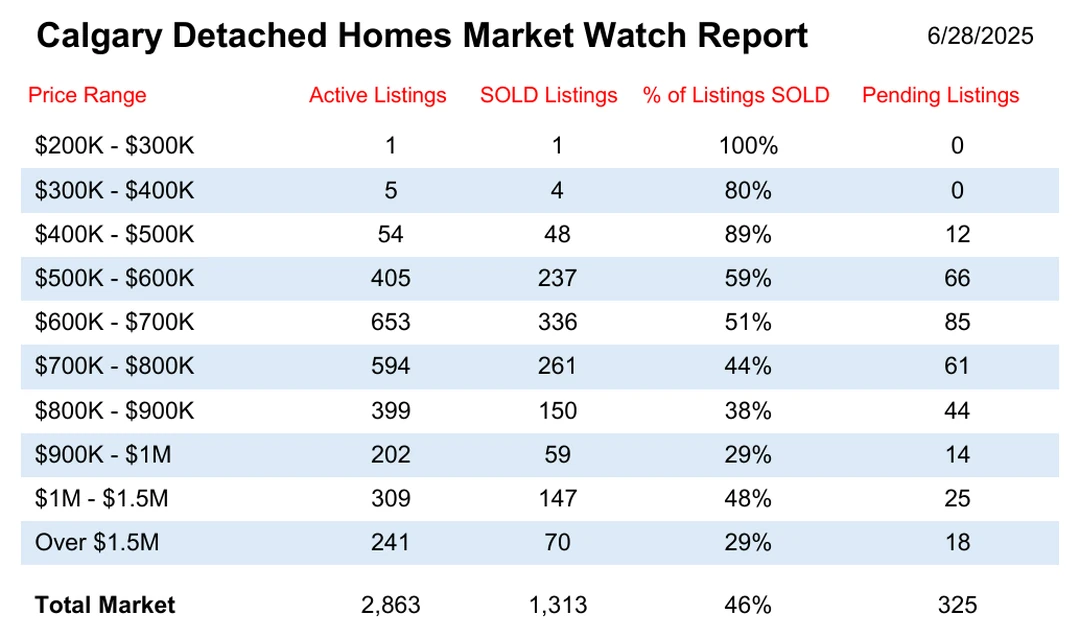 Calgary Detached Homes Market Watch Report 6/28/2025
Price Range Active Listings SOLD Listings % of Listings SOLD Pending Listings
$200K - $300K 1 1 100% 0
$300K - $400K 5 4 80% 0
$400K - $500K 54 48 89% 12
$500K - $600K 405 237 59% 66
$600K - $700K 653 336 51% 85
$700K - $800K 594 261 44% 61
$800K - $900K 399 150 38% 44
$900K - $1M 202 59 29% 14
$1M - $1.5M 309 147 48% 25
Over $1.5M 241 70 29% 18
Total Market 2,863 1,313 46% 325